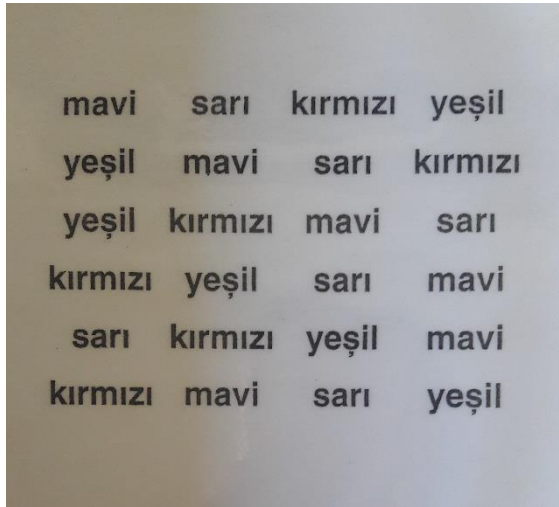 mavi sarı kırmızı yeşil
yeşil mavi sarı kırmızı
yeşil kırmızı mavi sarı
kırmızı yeşil sarı mavi
sarı kırmızı yeşil mavi
kırmızı mavi sarı yeşil